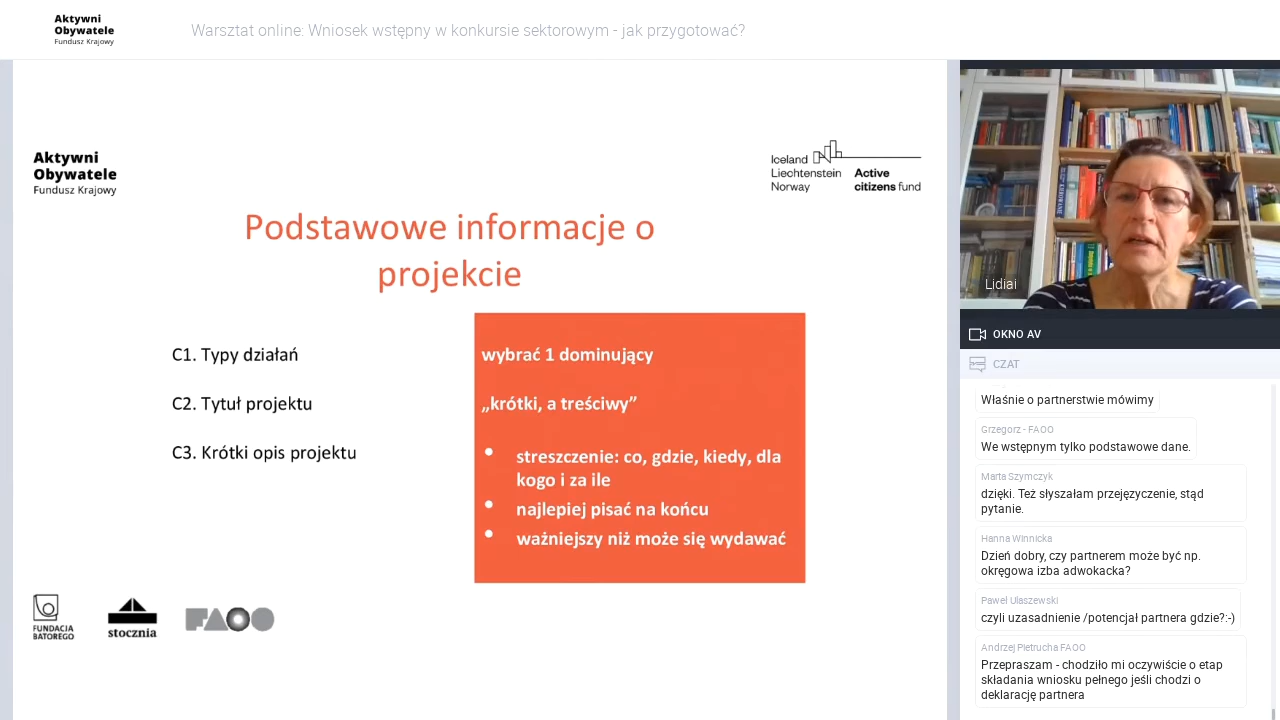 Aktywni
Obywatele
Fundusz Krajowy
Warsztat online: Wniosek wstępny w konkursie sektorowym - jak przygotować?
Aktywni
Obywatele
Fundusz Krajowy
Iceland
Liechtenstein
Norway
Active
citizens fund
Podstawowe informacje o
projekcie
C1. Typy działań
wybrać 1 dominujący
C2. Tytuł projektu
„krótki, a treściwy”
C3. Krótki opis projektu
• streszczenie: co, gdzie, kiedy, dla
kogo i za ile
• najlepiej pisać na końcu
• ważniejszy niż może się wydawać
FUNDACJA
BATOREGO
stocznia
FAOO
Lidiai
OKNO AV
CZAT
Właśnie o partnerstwie mówimy
Grzegorz - FAOO
We wstępnym tylko podstawowe dane.
Marta Szymczyk
dzięki. Też słyszałam przejęzyczenie, stąd
pytanie.
Hanna Winnicka
Dzień dobry, czy partnerem może być np.
okręgowa izba adwokacka?
Paweł Ulaszewski
czyli uzasadnienie /potencjał partnera gdzie?:-)
Andrzej Pietrucha FAOO
Przepraszam - chodziło mi oczywiście o etap
składania wniosku pełnego jeśli chodzi o
deklarację partnera